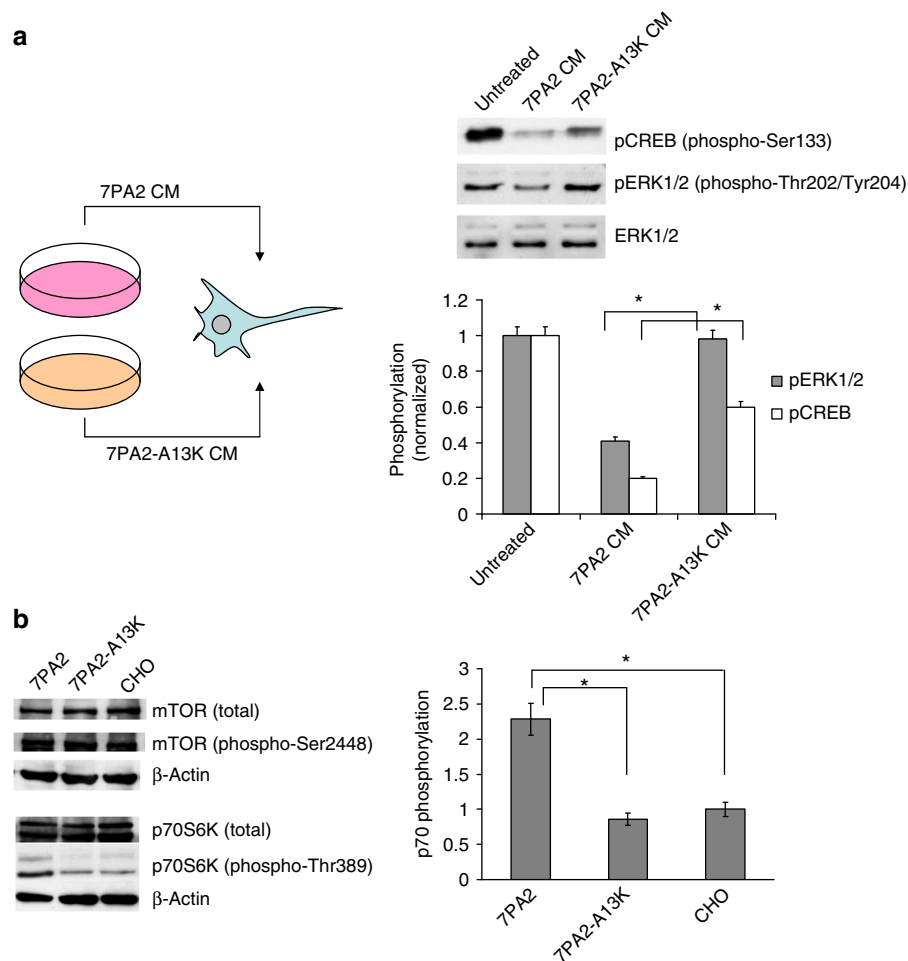 a
Untreated
7PA2 CM
7PA2-A13K CM
pCREB (phospho-Ser133)
pERK1/2 (phospho-Thr202/Tyr204)
ERK1/2
7PA2 CM
7PA2-A13K CM
Phosphorylation
(normalized)
1.2
1
0.8
0.6
0.4
0.2
0
*
*
pERK1/2
pCREB
Untreated
7PA2 CM
7PA2-A13K CM
b
7PA2
7PA2-A13K
CHO
mTOR (total)
mTOR (phospho-Ser2448)
β-Actin
p70S6K (total)
p70S6K (phospho-Thr389)
β-Actin
p70 phosphorylation
3
2.5
2
1.5
1
0.5
0
*
*
7PA2
7PA2-A13K
CHO